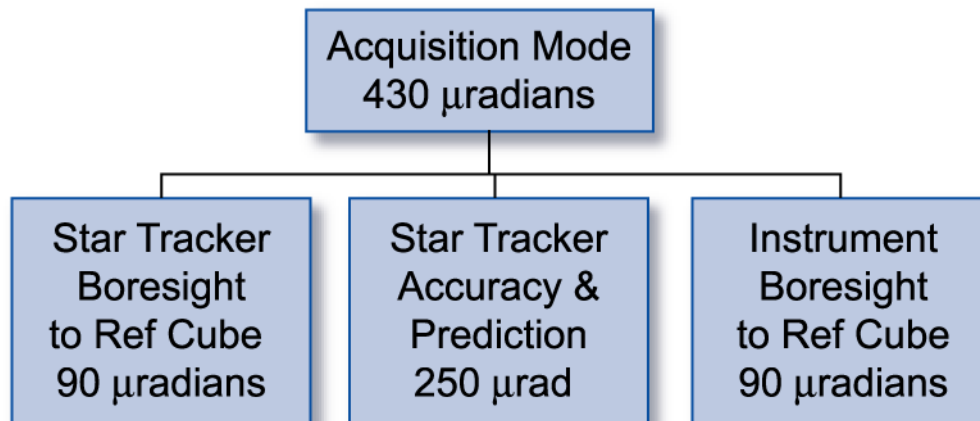 Acquisition Mode
430 μradians
Star Tracker
Boresight
to Ref Cube
90 μradians
Star Tracker
Accuracy &
Prediction
250 μrad
Instrument
Boresight
to Ref Cube
90 μradians